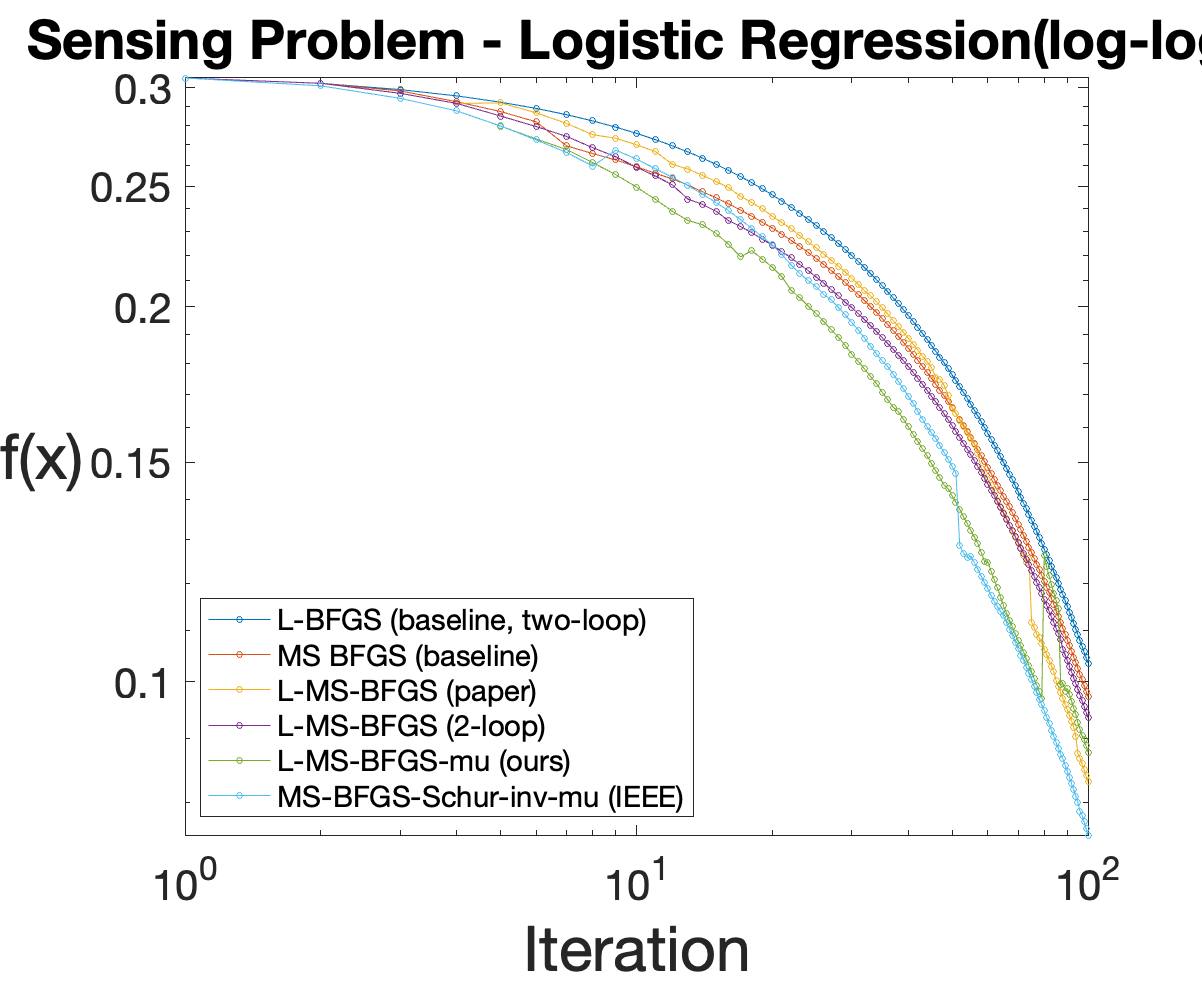 Sensing Problem - Logistic Regression(log-log
0.3
0.25
0.2
f(x) 0.15
0.1
L-BFGS (baseline, two-loop)
MS BFGS (baseline)
L-MS-BFGS (paper)
L-MS-BFGS (2-loop)
L-MS-BFGS-mu (ours)
MS-BFGS-Schur-inv-mu (IEEE)
10^0 10^1 10^2
Iteration